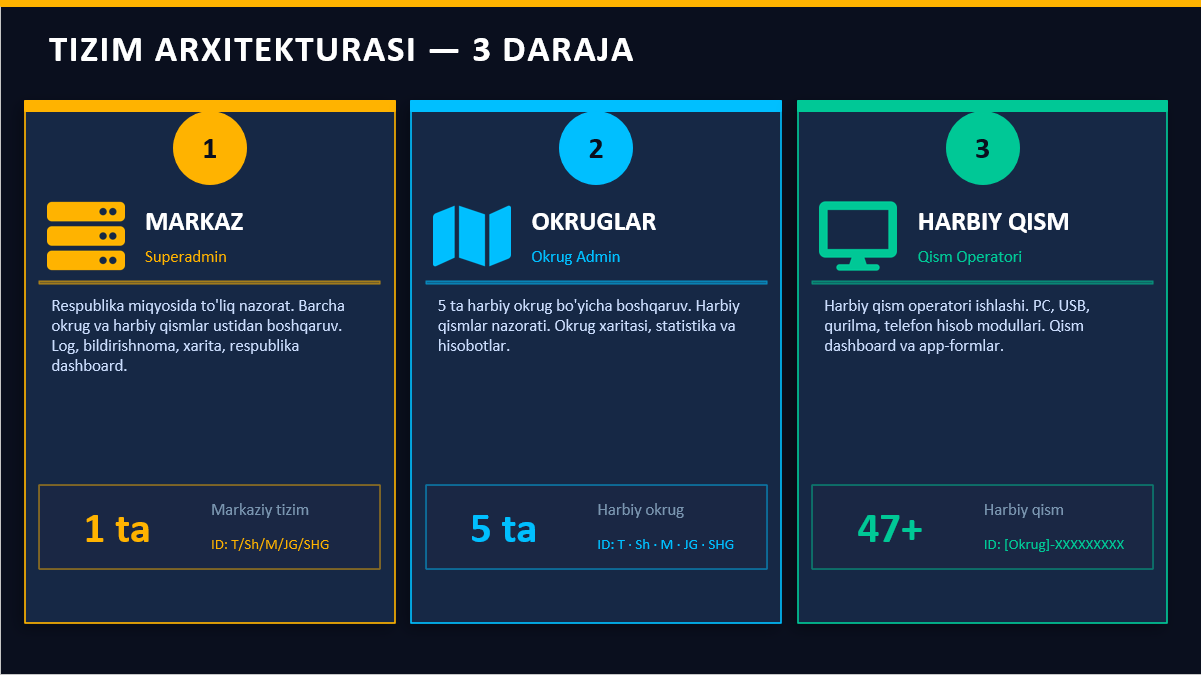 TIZIM ARXITEKTURASI — 3 DARAJA
1
MARKAZ
Superadmin
Respublika miqyosida to'liq nazorat. Barcha
okrug va harbiy qismlar ustidan boshqaruv.
Log, bildirishnoma, xarita, respublika
dashboard.
1 ta
Markaziy tizim
ID: T/Sh/M/JG/SHG
2
OKRUGLAR
Okrug Admin
5 ta harbiy okrug bo'yicha boshqaruv. Harbiy
qismlar nazorati. Okrug xaritasi, statistika va
hisobotlar.
5 ta
Harbiy okrug
ID: T · Sh · M · JG · SHG
3
HARBIY QISM
Qism Operatori
Harbiy qism operatori ishlashi. PC, USB,
qurilma, telefon hisob modullari. Qism
dashboard va app-formlar.
47+
Harbiy qism
ID: [Okrug]-XXXXXXXXX